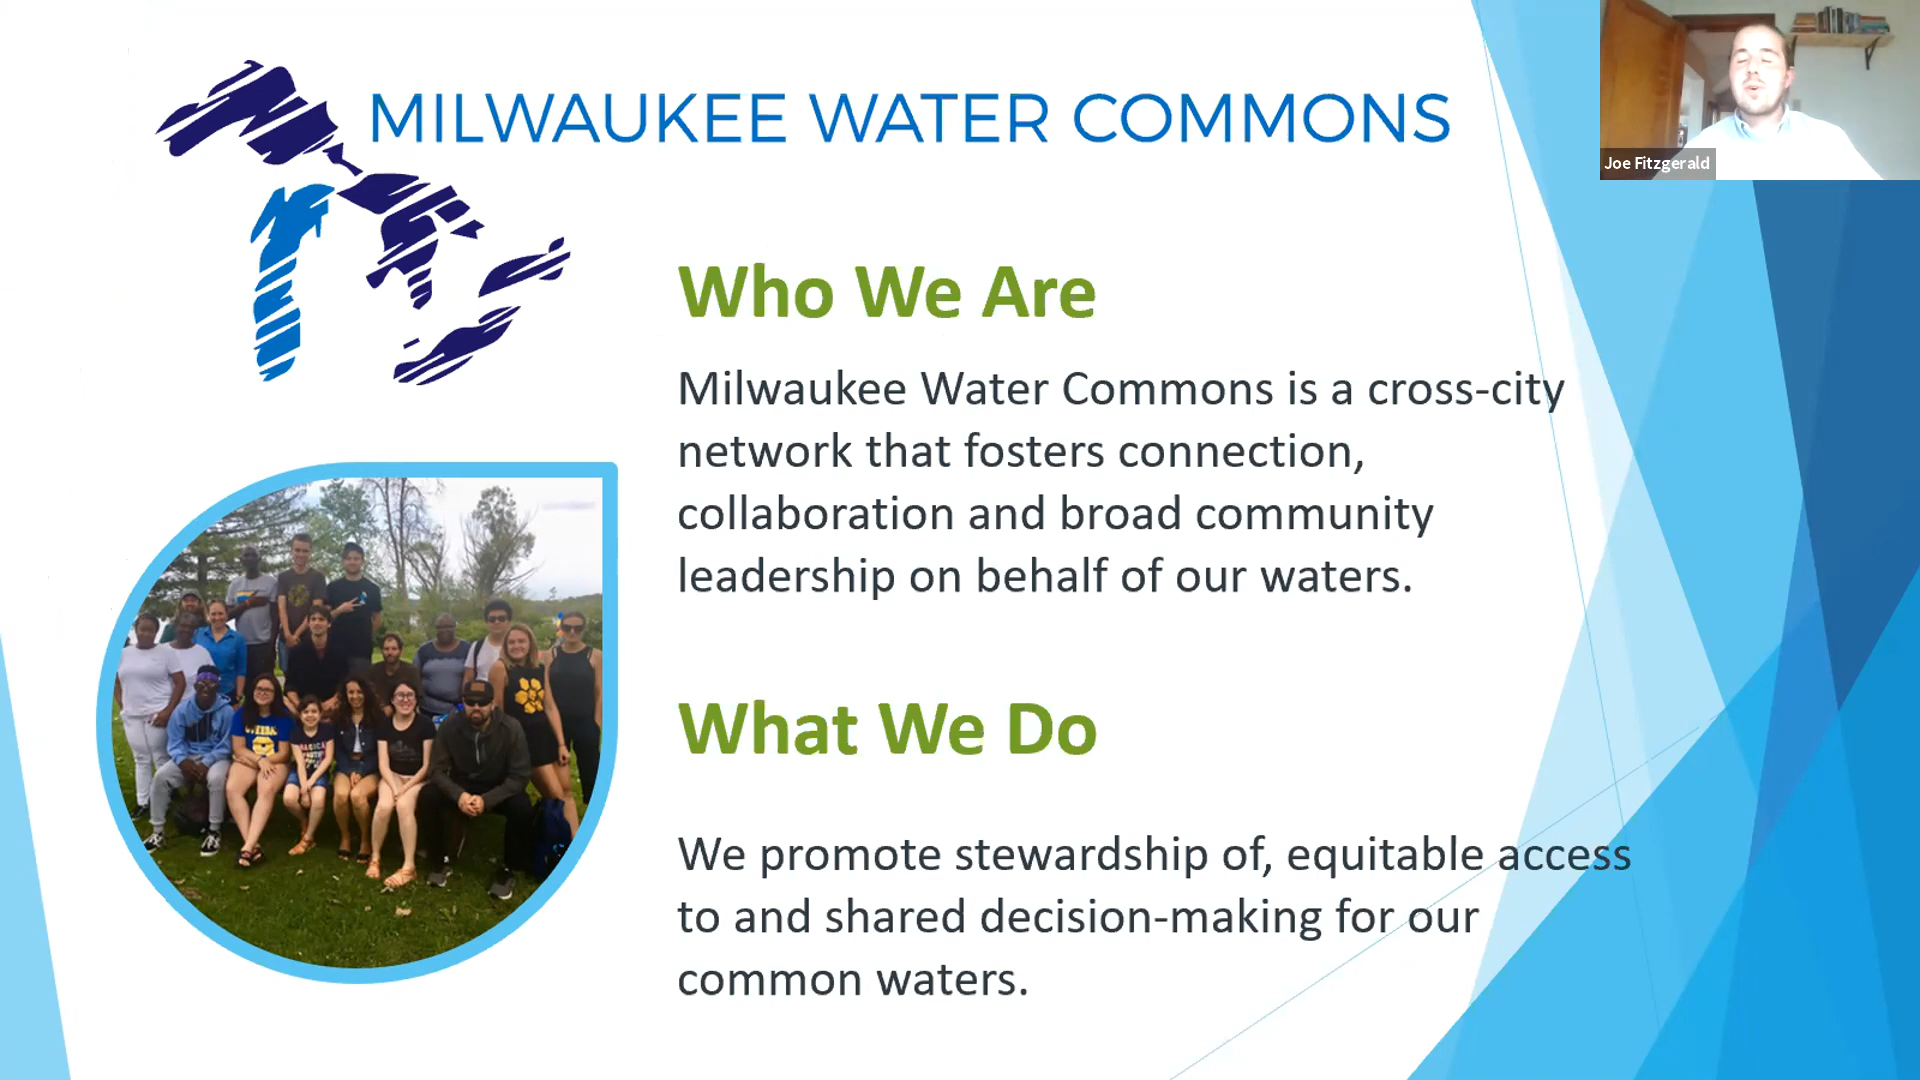 MILWAUKEE WATER COMMONS
Joe Fitzgerald
Who We Are
Milwaukee Water Commons is a cross-city
network that fosters connection,
collaboration and broad community
leadership on behalf of our waters.
What We Do
We promote stewardship of, equitable access
to and shared decision-making for our
common waters.